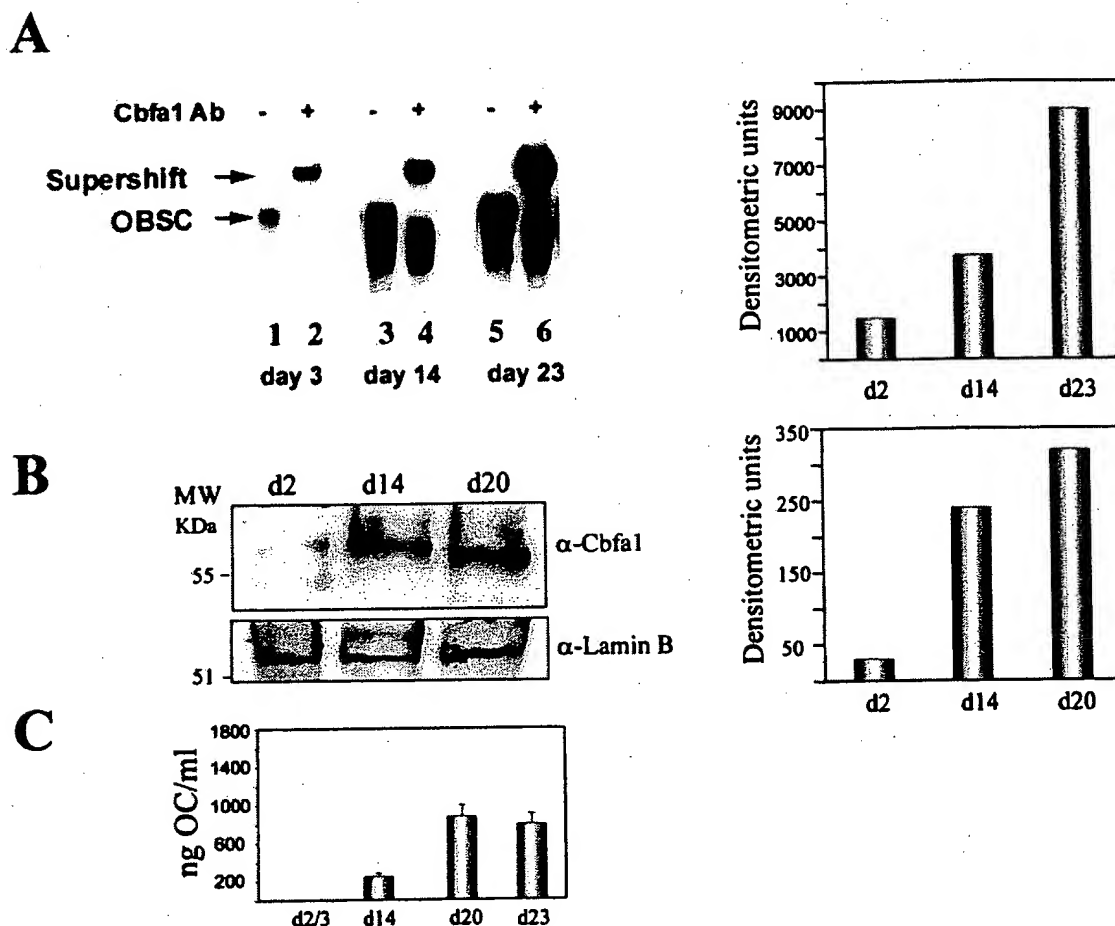 A
Cbfa1 Ab - + - + - +
Supershift
OBSC
1 2 3 4 5 6
day 3 day 14 day 23
Densitometric units
9000
7000
5000
3000
1000
d2 d14 d23
B
MW
KDa
d2 d14 d20
55
α-Cbfa1
51
α-Lamin B
Densitometric units
350
250
150
50
d2 d14 d20
C
ng OC/ml
1800
1400
1000
600
200
d2/3 d14 d20 d23